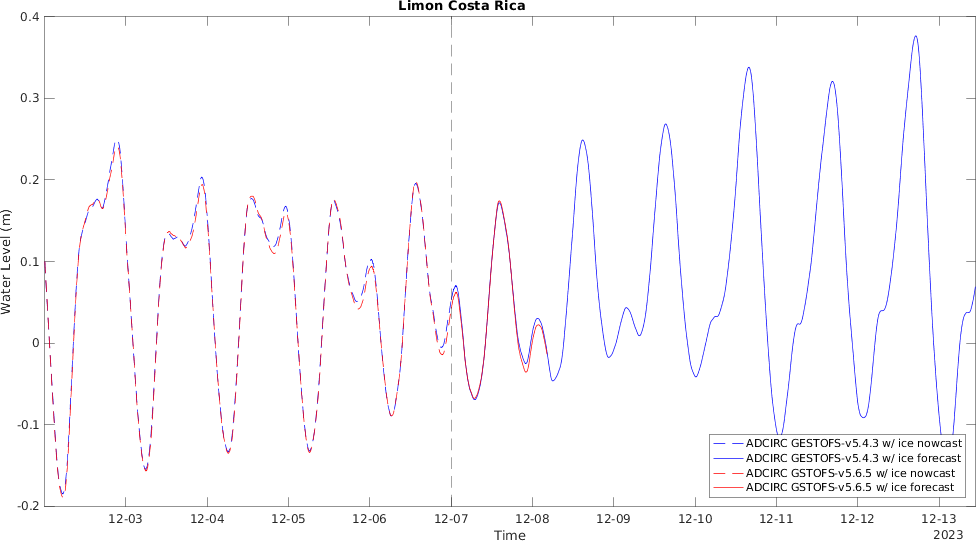 Limon Costa Rica
0.4
0.3
0.2
0.1
0
-0.1
-0.2
Water Level (m)
ADCIRC GESTOFS-v5.4.3 w/ ice nowcast
ADCIRC GESTOFS-v5.4.3 w/ ice forecast
ADCIRC GSTOFS-v5.6.5 w/ ice nowcast
ADCIRC GSTOFS-v5.6.5 w/ ice forecast
12-03 12-04 12-05 12-06 12-07 12-08 12-09 12-10 12-11 12-12 12-13
Time
2023